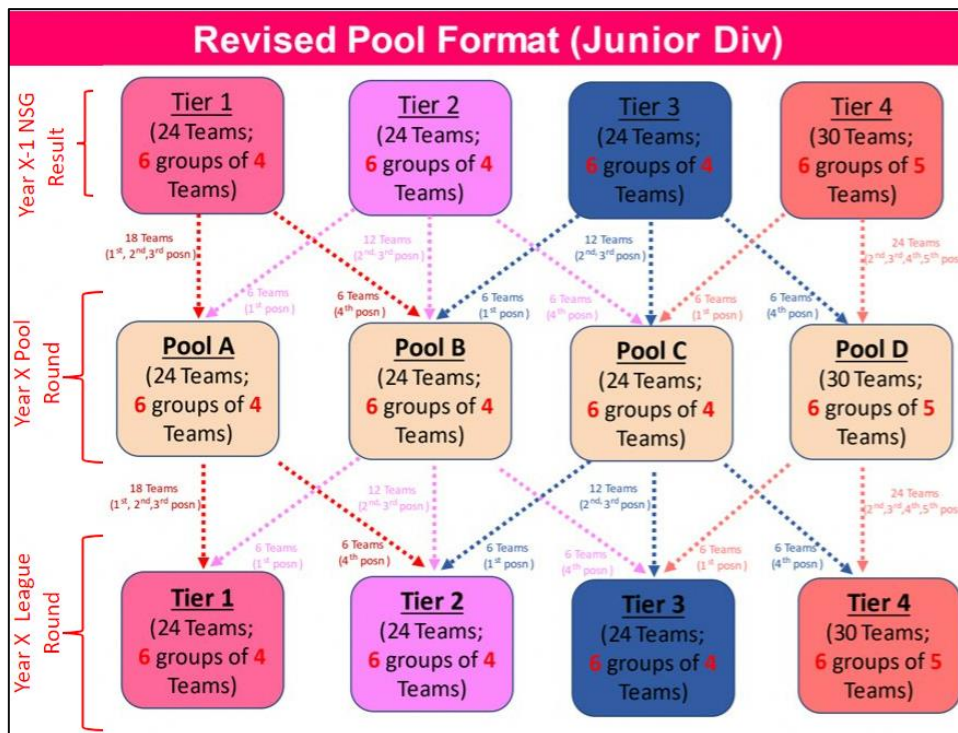 Revised Pool Format (Junior Div)
Year X-1 NSG
Result
Tier 1
(24 Teams;
6 groups of 4
Teams)
Tier 2
(24 Teams;
6 groups of 4
Teams)
Tier 3
(24 Teams;
6 groups of 4
Teams)
Tier 4
(30 Teams;
6 groups of 5
Teams)
18 Teams
(1st, 2nd,3rd posn)
12 Teams
(2nd, 3rd posn)
12 Teams
(2nd, 3rd posn)
24 Teams
(2nd,3rd,4th,5th pos
6 Teams
(1st posn)
6 Teams
(4th posn)
6 Teams
(1st posn)
6 Teams
(4th posn)
6 Teams
(1st posn)
6 Teams
(4th posn)
Year X Pool
Round
Pool A
(24 Teams;
6 groups of 4
Teams)
Pool B
(24 Teams;
6 groups of 4
Teams)
Pool C
(24 Teams;
6 groups of 4
Teams)
Pool D
(30 Teams;
6 groups of 5
Teams)
18 Teams
(1st, 2nd,3rd posn)
12 Teams
(2nd, 3rd posn)
12 Teams
(2nd, 3rd posn)
24 Teams
(2nd,3rd,4th,5th posn
6 Teams
(1st posn)
6 Teams
(4th posn)
6 Teams
(1st posn)
6 Teams
(4th posn)
6 Teams
(1st posn)
6 Teams
(4th posn)
Year X League
Round
Tier 1
(24 Teams;
6 groups of 4
Teams)
Tier 2
(24 Teams;
6 groups of 4
Teams)
Tier 3
(24 Teams;
6 groups of 4
Teams)
Tier 4
(30 Teams;
6 groups of 5
Teams)